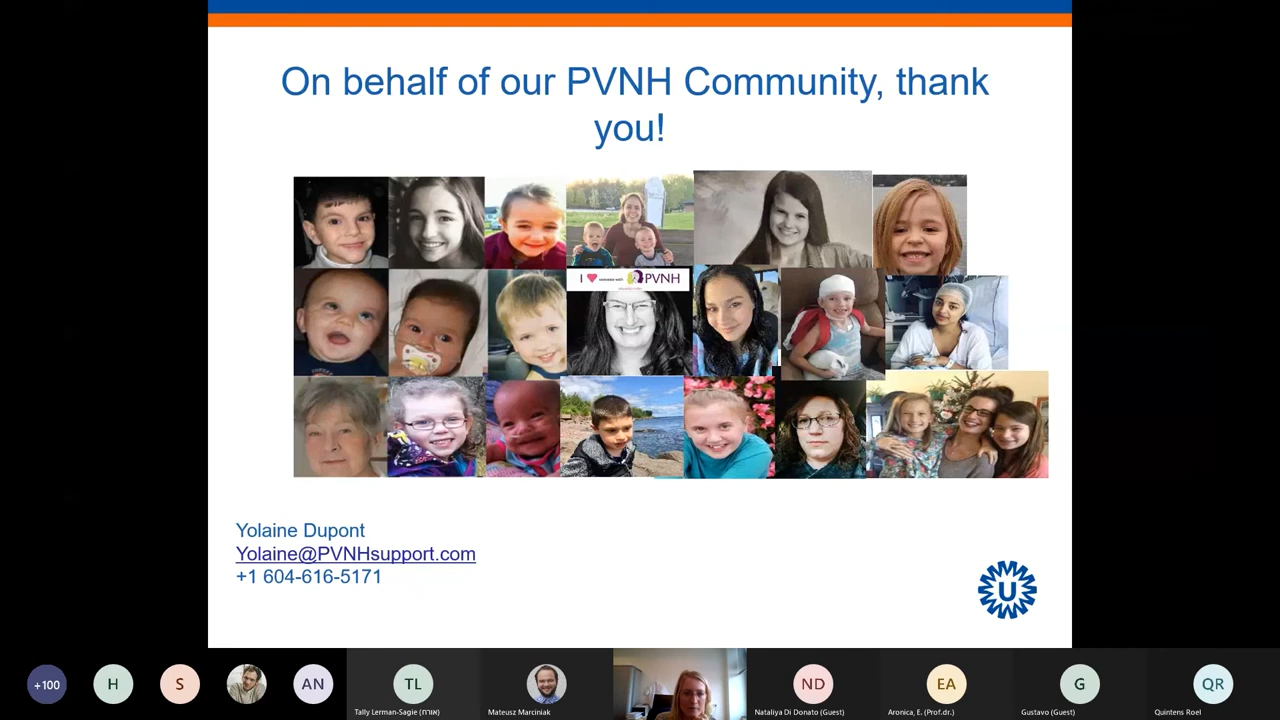 On behalf of our PVNH Community, thank
you!
I ❤ PVNH
Yolaine Dupont
Yolaine@PVNHsupport.com
+1 604-616-5171
U
+100
H
S
AN
TL
Tally Lerman-Sagie (אורח)
Mateusz Marciniak
ND
Nataliya Di Donato (Guest)
EA
Aronica, E. (Prof.dr.)
G
Gustavo (Guest)
QR
Quintens Roel